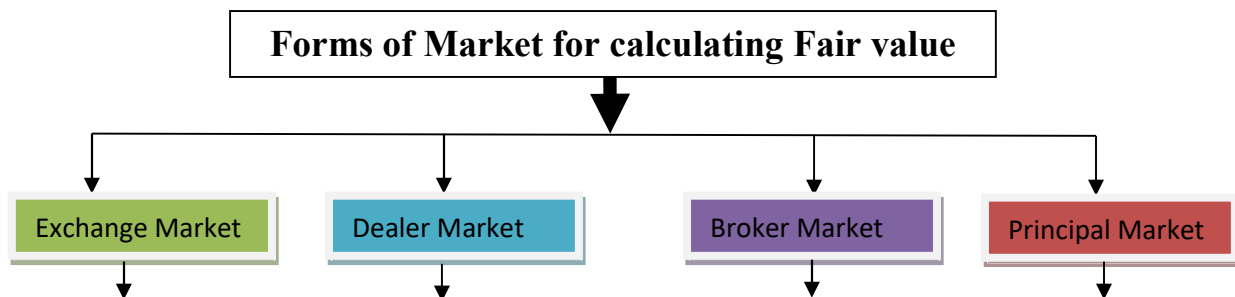 Forms of Market for calculating Fair value
Exchange Market
Dealer Market
Broker Market
Principal Market